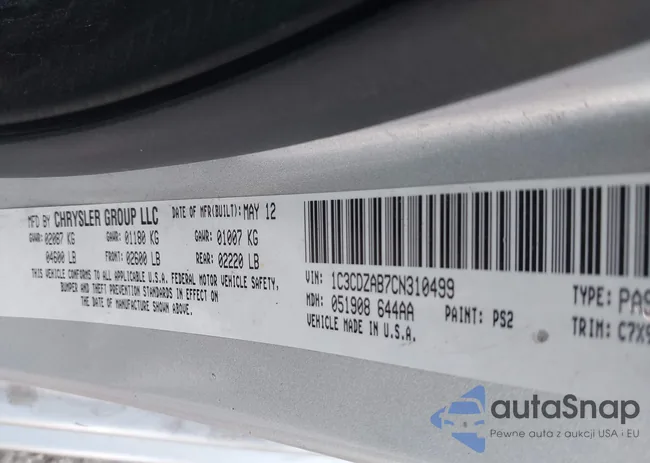 MFD BY CHRYSLER GROUP LLC DATE OF MFR(BUILT): MAY 12
GVWR: 02087 KG GAWR: 01180 KG GAWR: 01007 KG
04600 LB FRONT: 02600 LB REAR: 02220 LB
THIS VEHICLE CONFORMS TO ALL APPLICABLE U.S.A. FEDERAL MOTOR VEHICLE SAFETY,
BUMPER AND THEFT PREVENTION STANDARDS IN EFFECT ON
THE DATE OF MANUFACTURE SHOWN ABOVE.
VIN: 1C3CDZAB7CN310499 TYPE:
MDH: 051908 644AA PAINT: PS2 TRIM:
VEHICLE MADE IN U.S.A.
autaSnap
Pewne auta z aukcji USA i EU